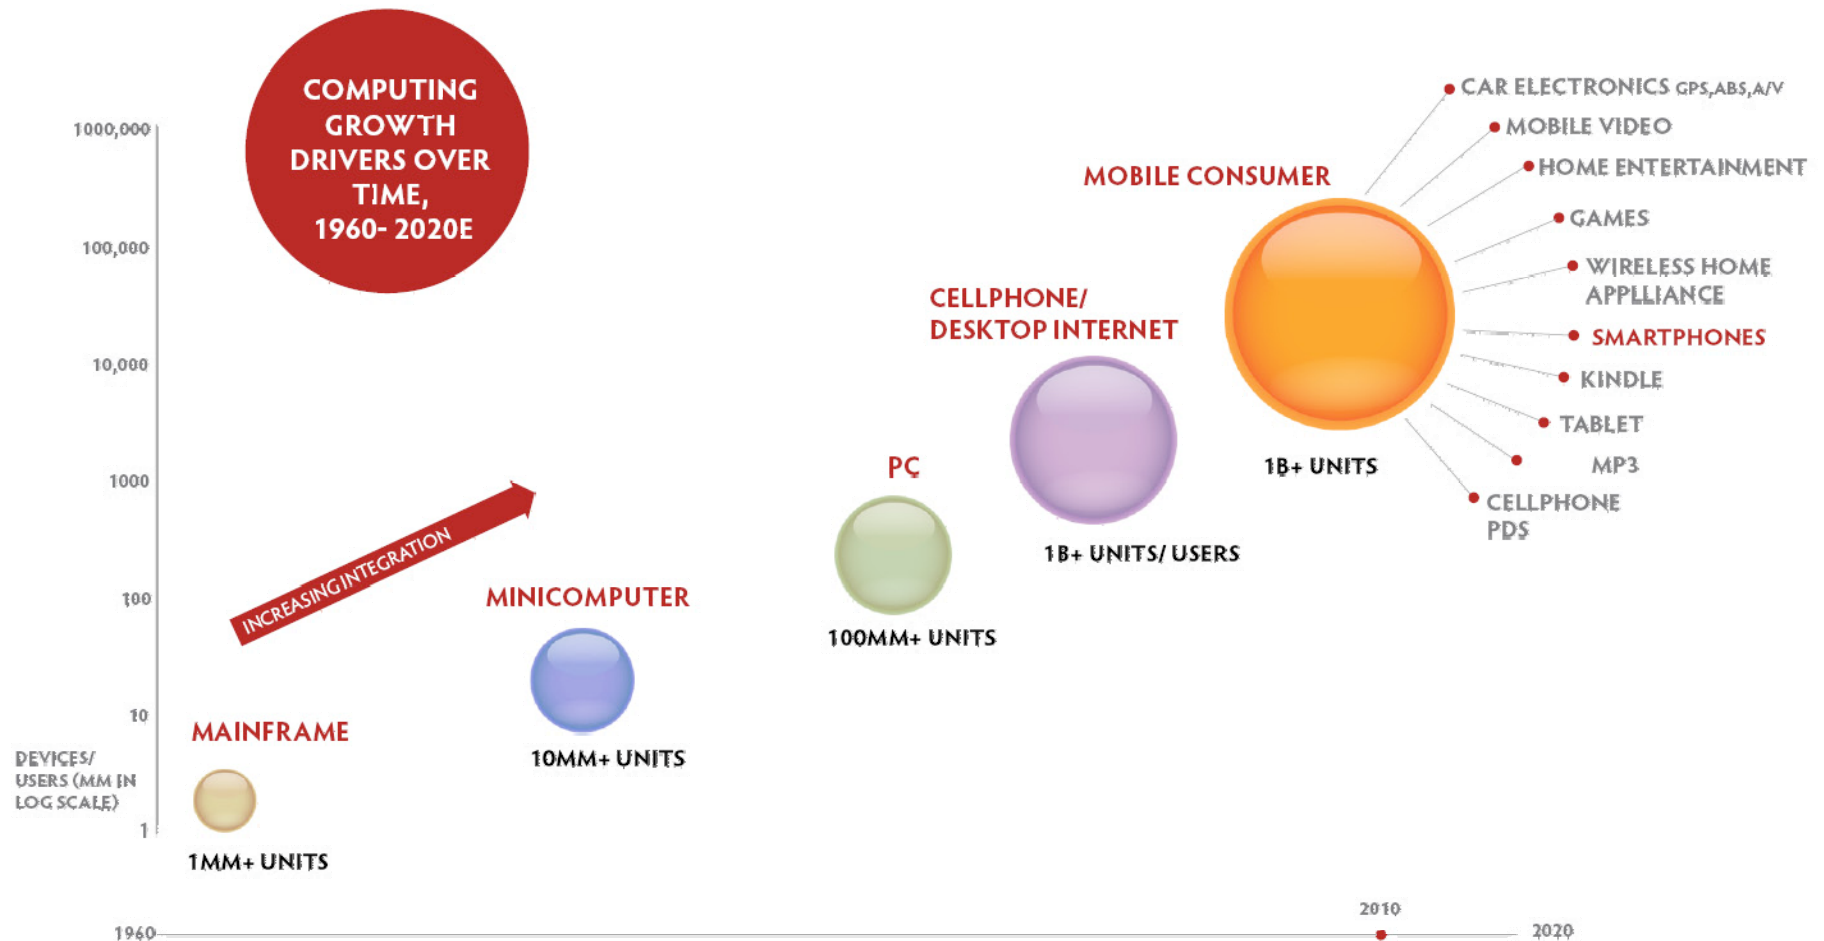 COMPUTING
GROWTH
DRIVERS OVER
TIME,
1960- 2020E
1000,000
100,000
10,000
1000
100
10
1
DEVICES/
USERS (MM IN
LOG SCALE)
INCREASING INTEGRATION
MAINFRAME
1MM+ UNITS
MINICOMPUTER
10MM+ UNITS
PC
100MM+ UNITS
CELLPHONE/
DESKTOP INTERNET
1B+ UNITS/ USERS
MOBILE CONSUMER
1B+ UNITS
CAR ELECTRONICS GPS,ABS,A/V
MOBILE VIDEO
HOME ENTERTAINMENT
GAMES
WIRELESS HOME
APPLLIANCE
SMARTPHONES
KINDLE
TABLET
MP3
CELLPHONE
PDS
1960
2010
2020